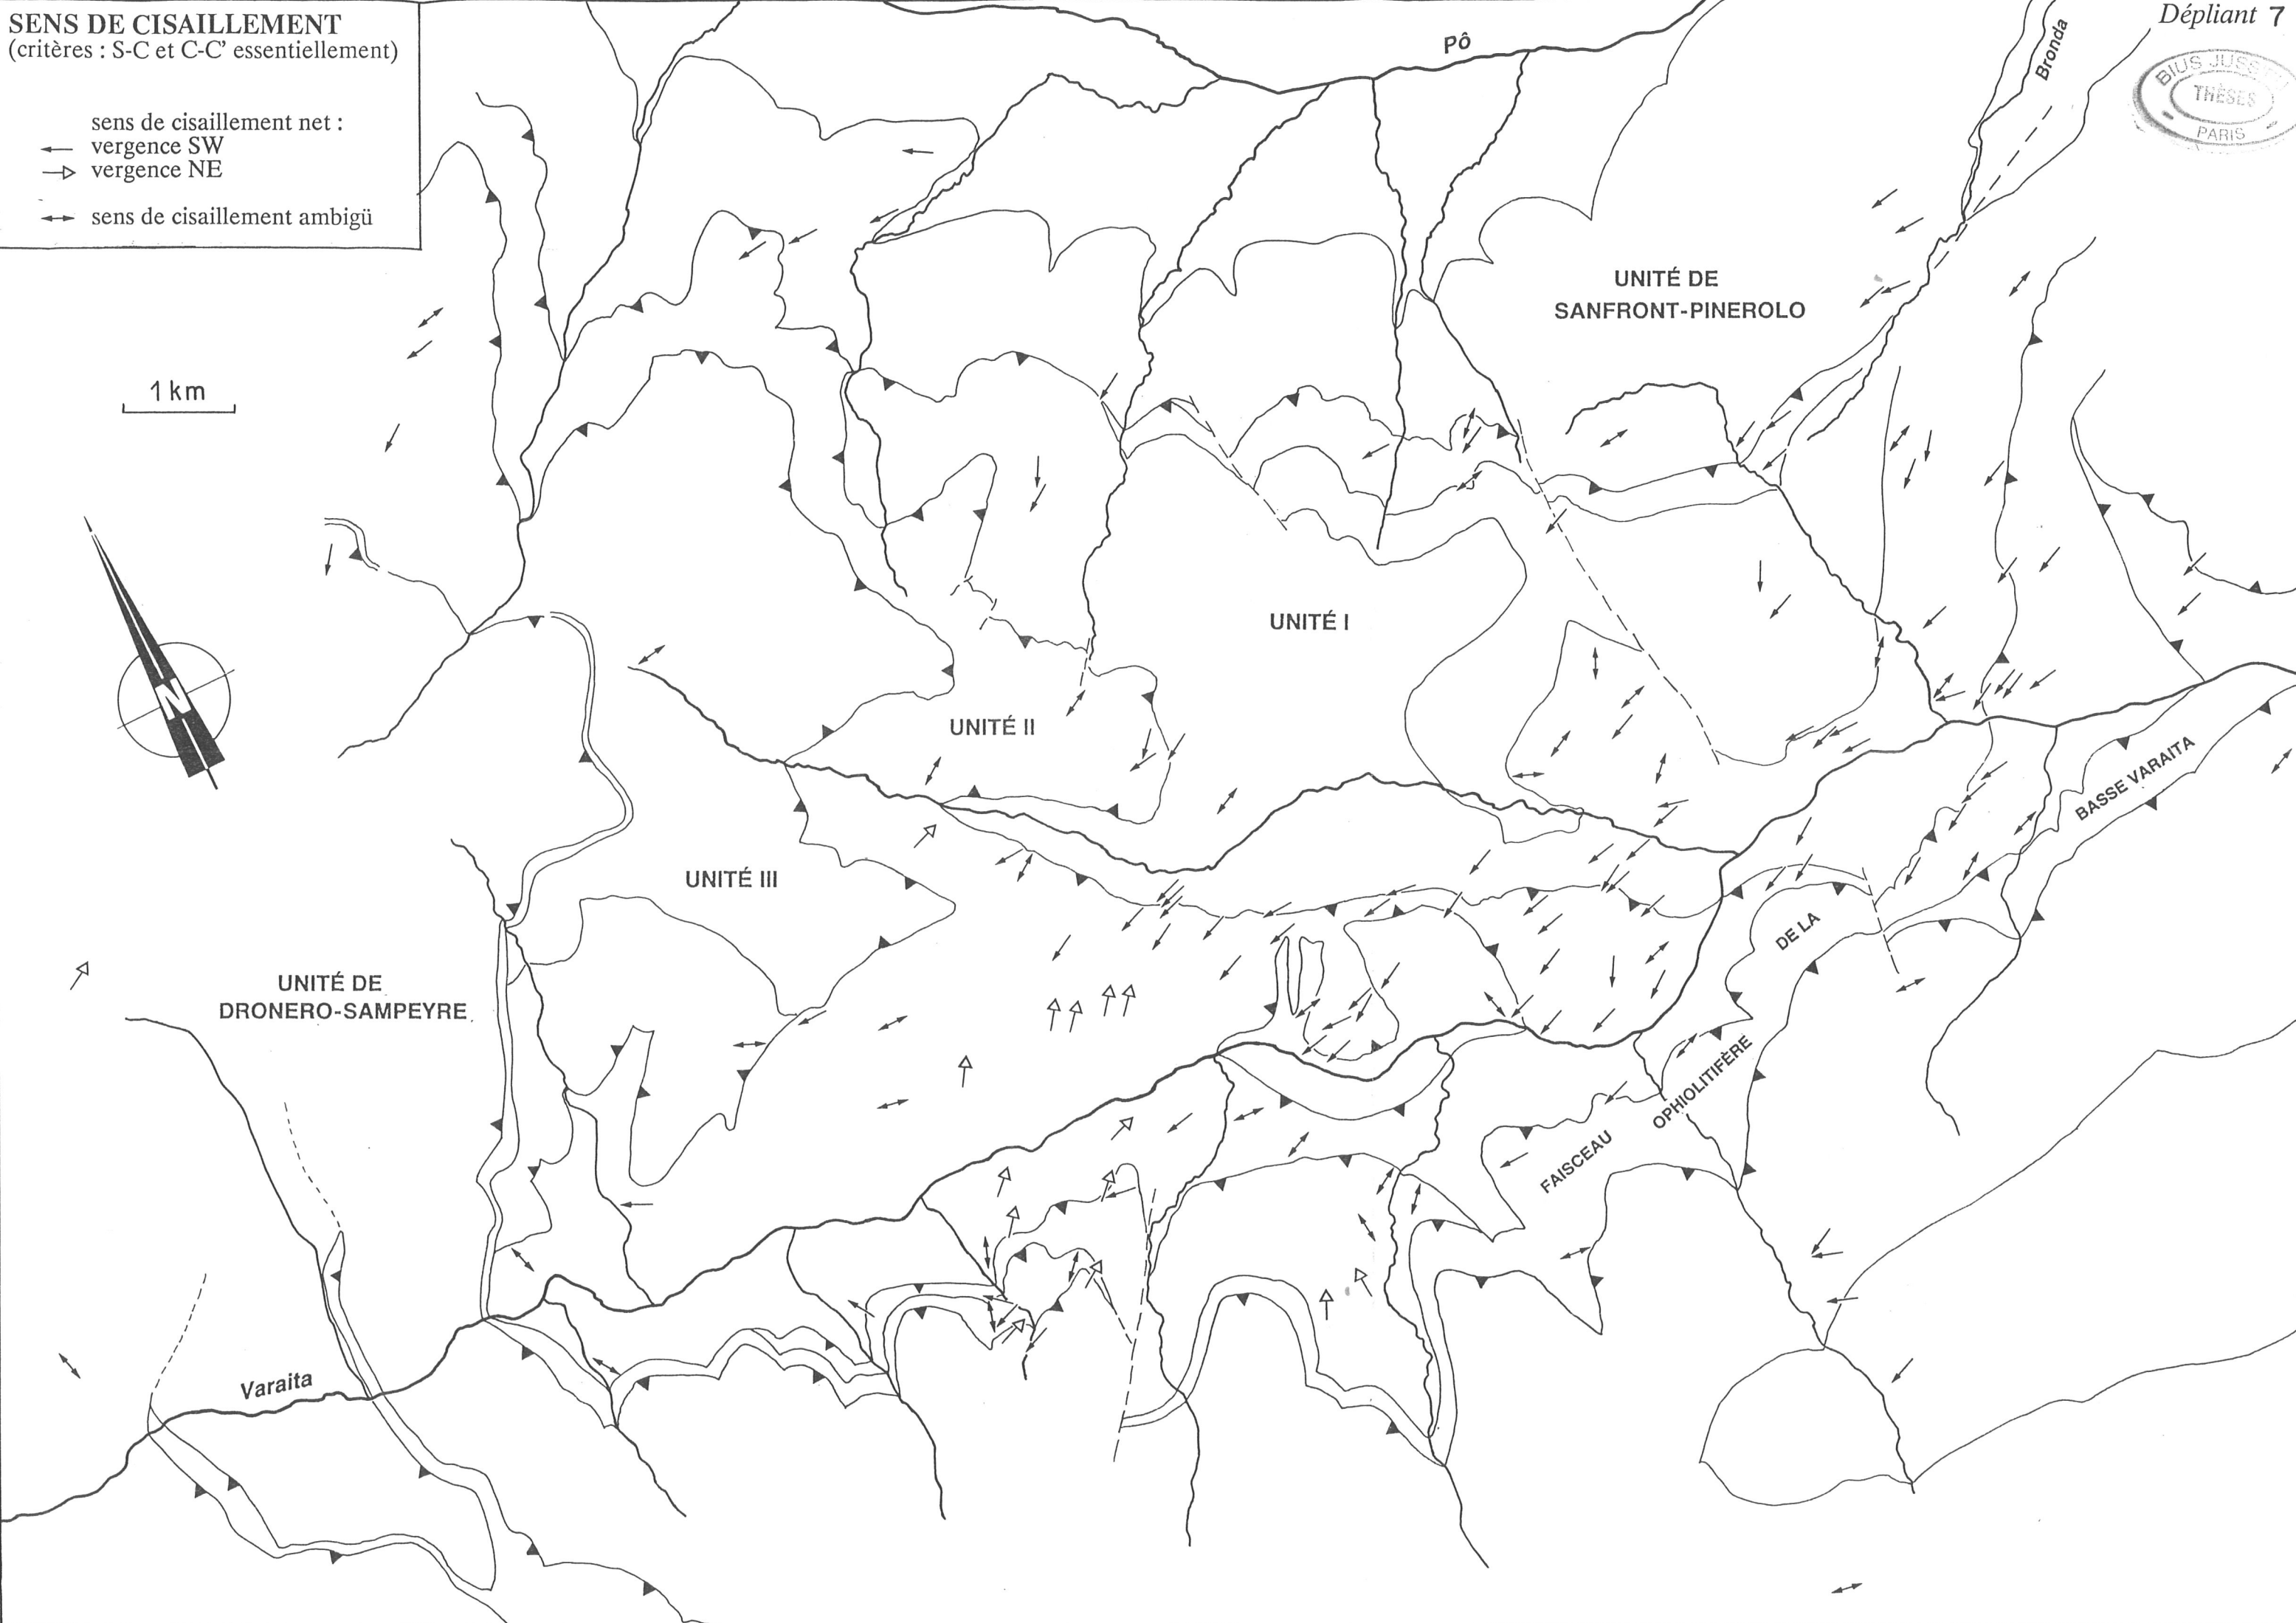 SENS DE CISAILLEMENT
(critères : S-C et C-C' essentiellement)
sens de cisaillement net :
vergence SW
vergence NE
sens de cisaillement ambigü
Dépliant 7
BIUS JUSSIEU
THÈSES
PARIS
Pô
Bronda
UNITÉ DE
SANFRONT-PINEROLO
1 km
N
UNITÉ I
UNITÉ II
UNITÉ III
UNITÉ DE
DRONERO-SAMPEYRE
BASSE VARAITA
DE LA
OPHIOLITIFÈRE
FAISCEAU
Varaita